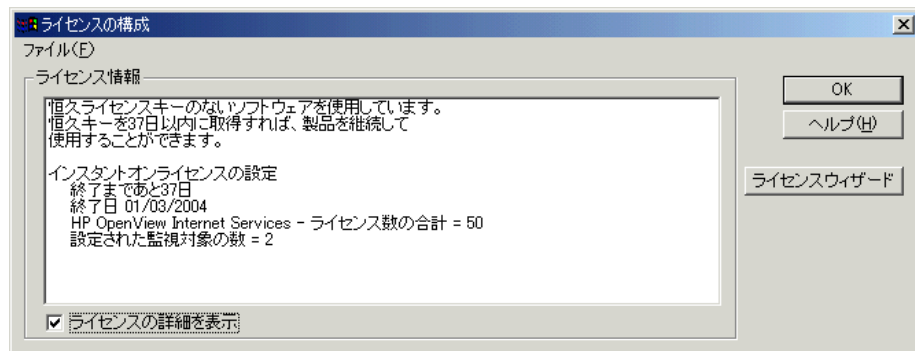 ライセンスの構成
ファイル(F)
ライセンス情報
恒久ライセンスキーのないソフトウェアを使用しています。
恒久キーを37日以内に取得すれば、製品を継続して
使用することができます。
インスタントオンライセンスの設定
終了まであと37日
終了日 01/03/2004
HP OpenView Internet Services - ライセンス数の合計 = 50
設定された監視対象の数 = 2
ライセンスの詳細を表示
OK
ヘルプ(H)
ライセンスウィザード